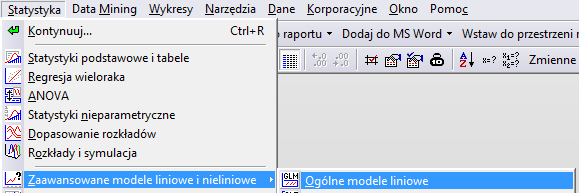 Statystyka Data Mining Wykresy Narzędzia Dane Korporacyjne Okno Pomoc
Kontynuuj... Ctrl+R
o raportu Dodaj do MS Word Wstaw do przestrzeni r
Statystyki podstawowe i tabele
Regresja wieloraka
ANOVA
Statystyki nieparametryczne
Dopasowanie rozkładów
Rozkłady i symulacja
Zmienne
Zaawansowane modele liniowe i nieliniowe
GLM Ogólne modele liniowe